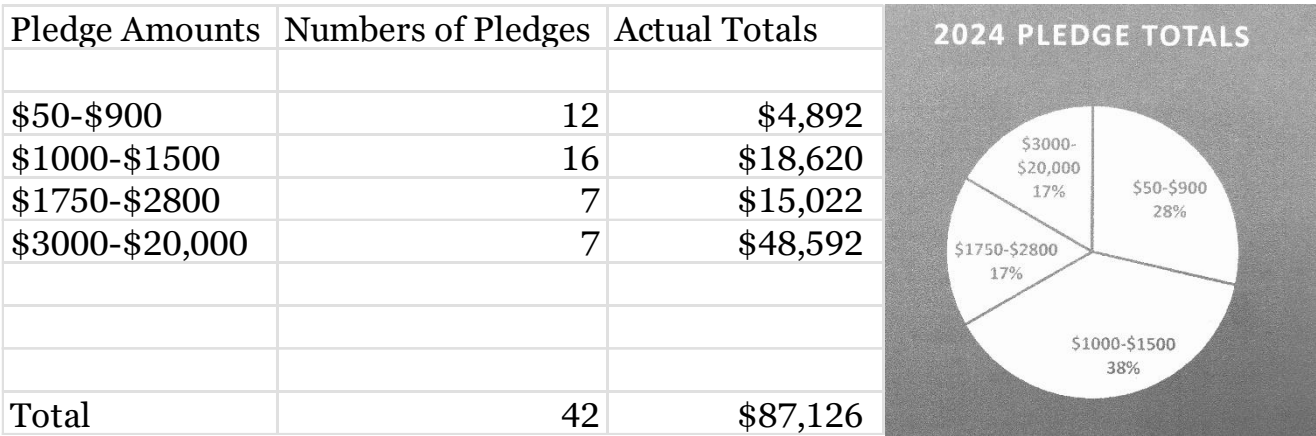 Pledge Amounts Numbers of Pledges Actual Totals
$50-$900 12 $4,892
$1000-$1500 16 $18,620
$1750-$2800 7 $15,022
$3000-$20,000 7 $48,592
Total 42 $87,126
2024 PLEDGE TOTALS
$3000-
$20,000
17%
$50-$900
28%
$1750-$2800
17%
$1000-$1500
38%